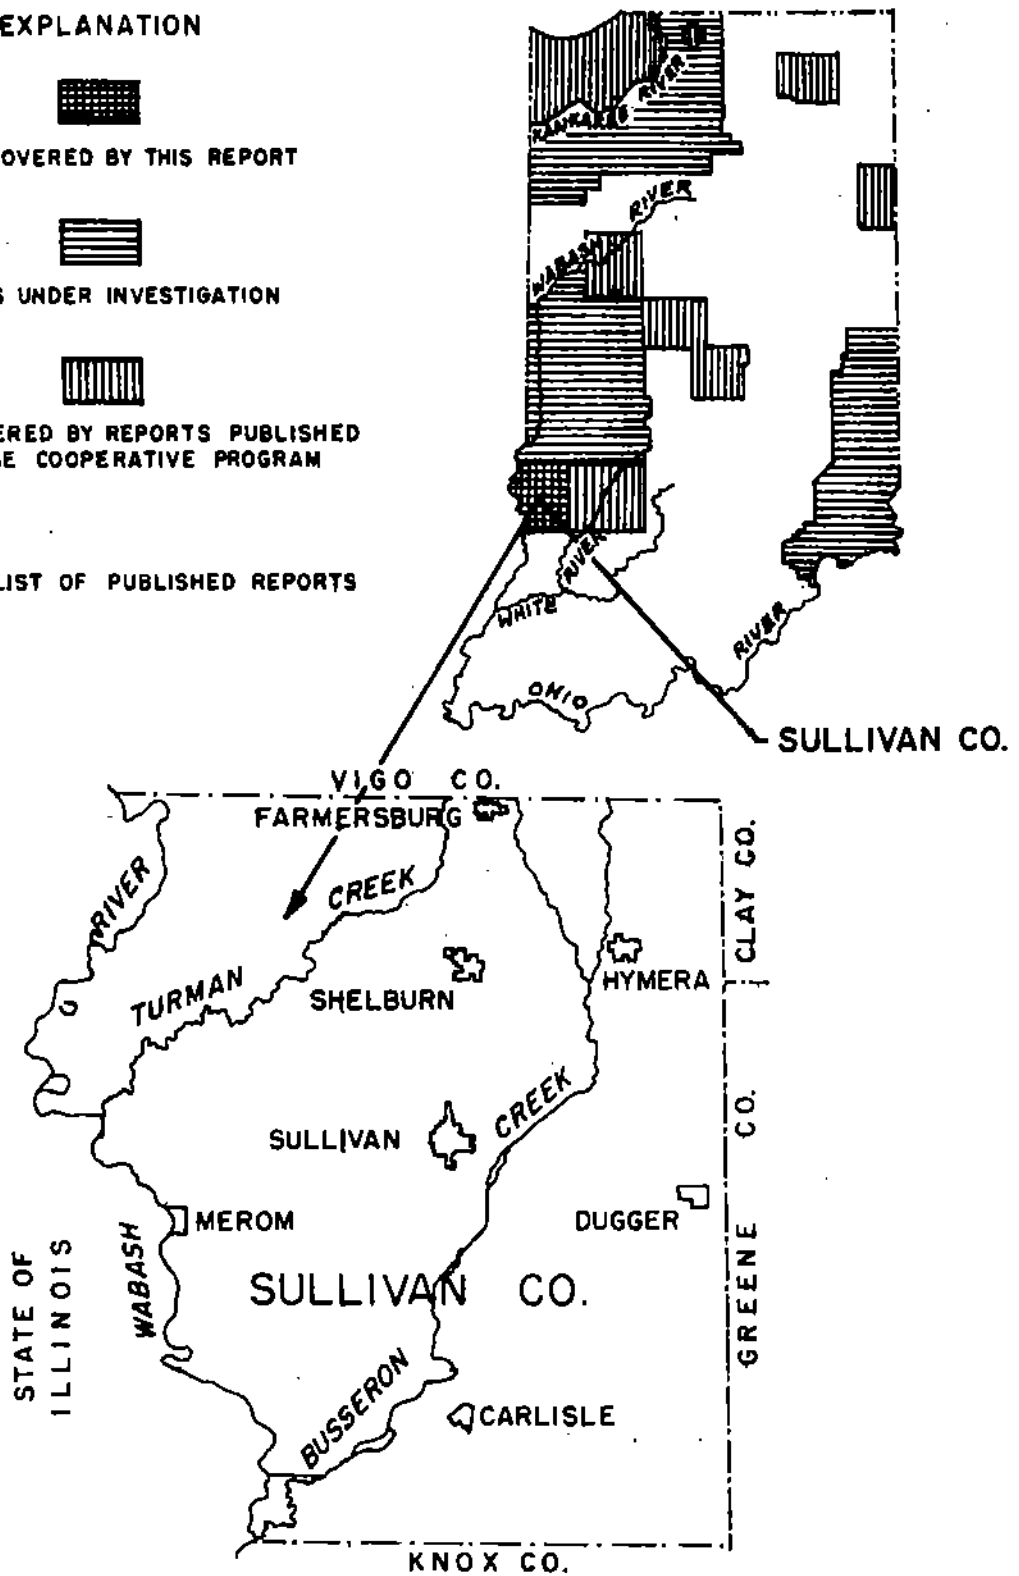 EXPLANATION
OVERED BY THIS REPORT
S UNDER INVESTIGATION
ERED BY REPORTS PUBLISHED
SE COOPERATIVE PROGRAM
LIST OF PUBLISHED REPORTS
KANKAKEE RIVER
WABASH RIVER
WHITE RIVER
OHIO RIVER
SULLIVAN CO.
VIGO CO.
FARMERSBURG
CREEK
TURMAN
RIVER
WABASH
SHELBURN
HYMERA
CLAY CO.
SULLIVAN
CREEK
BUSSERON
MEROM
DUGGER
GREENE CO.
STATE OF
ILLINOIS
SULLIVAN CO.
CARLISLE
KNOX CO.